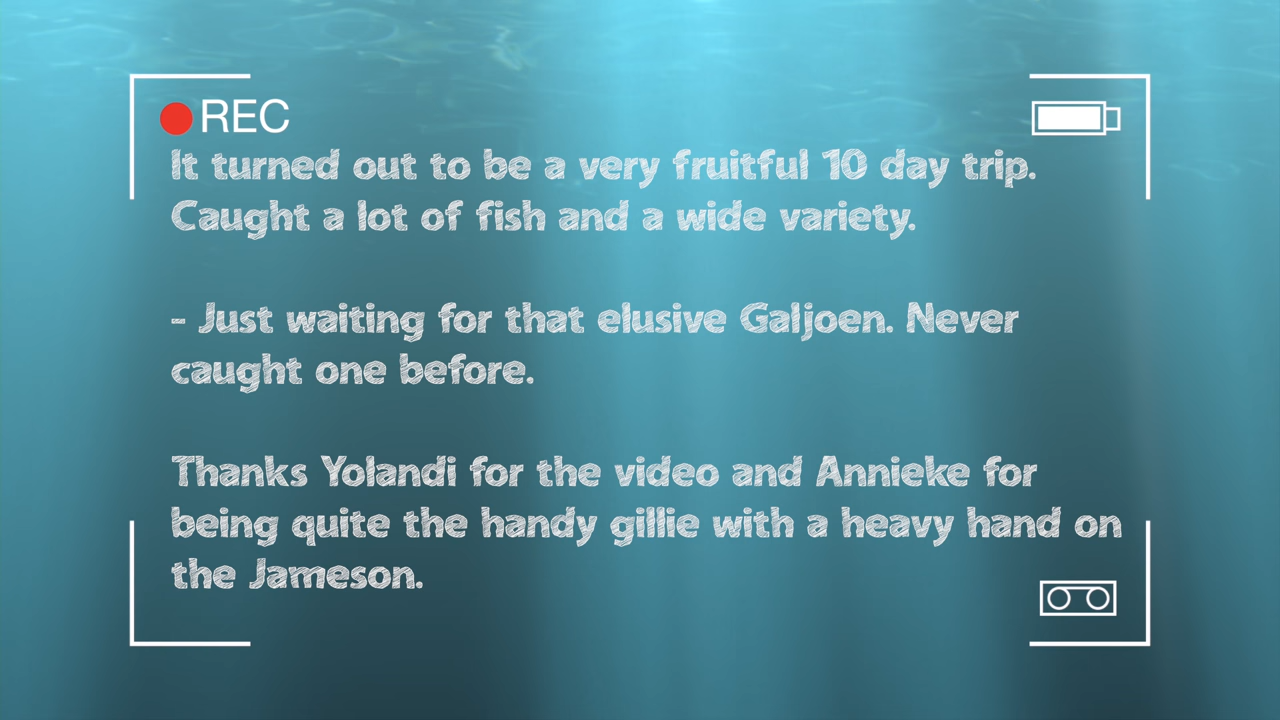 REC
It turned out to be a very fruitful 10 day trip.
Caught a lot of fish and a wide variety.
- Just waiting for that elusive Galjoen. Never
caught one before.
Thanks Yolandi for the video and Annieke for
being quite the handy gillie with a heavy hand on
the Jameson.